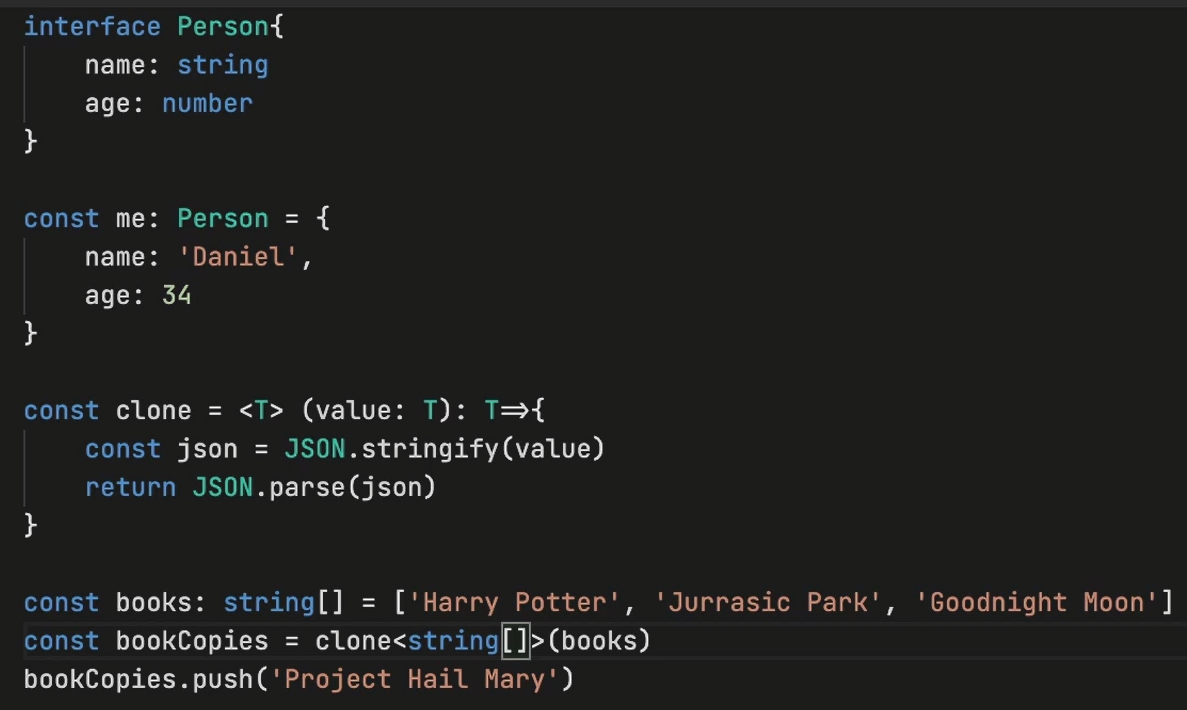 interface Person{
    name: string
    age: number
}

const me: Person = {
    name: 'Daniel',
    age: 34
}

const clone = <T> (value: T): T=>{
    const json = JSON.stringify(value)
    return JSON.parse(json)
}

const books: string[] = ['Harry Potter', 'Jurrasic Park', 'Goodnight Moon']
const bookCopies = clone<string[]>(books)
bookCopies.push('Project Hail Mary')